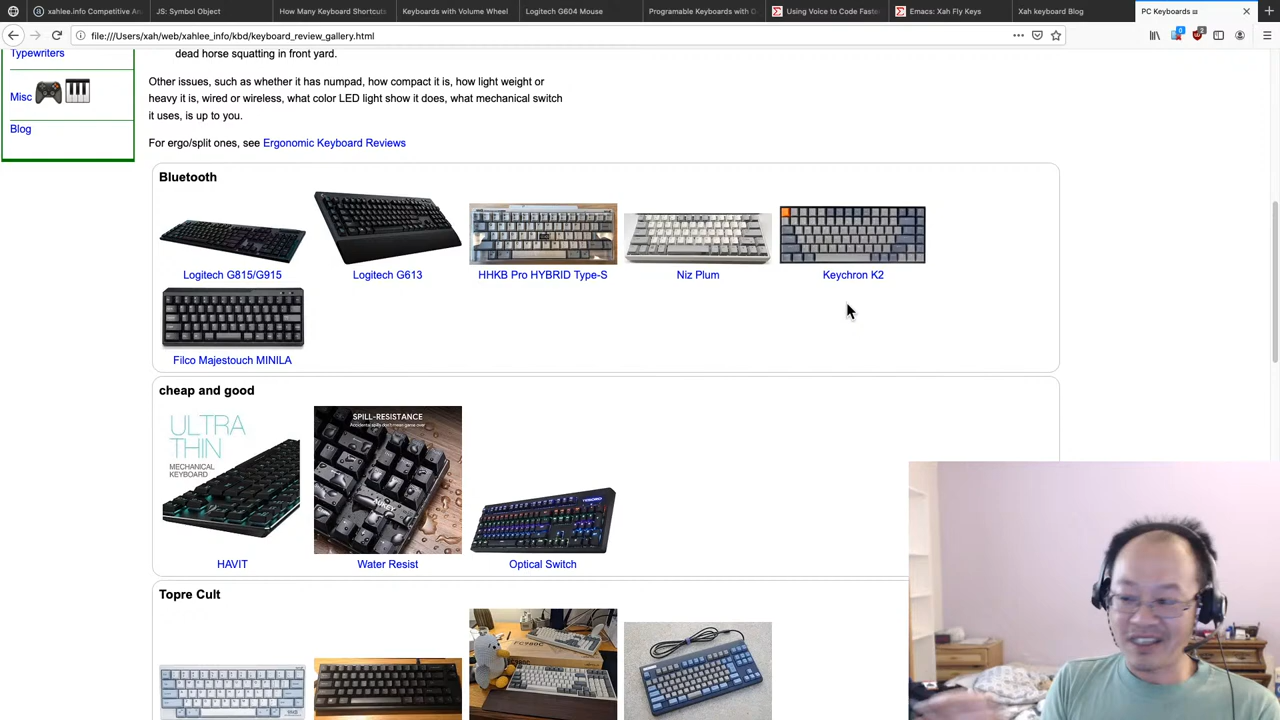 xahlee.info Competitive An
JS: Symbol Object
How Many Keyboard Shortcuts
Keyboards with Volume Wheel
Logitech G604 Mouse
Programable Keyboards with O
Using Voice to Code Faste
Emacs: Xah Fly Keys
Xah keyboard Blog
PC Keyboards
file:///Users/xah/web/xahlee_info/kbd/keyboard_review_gallery.html
Typewriters
Misc
Blog
dead horse squatting in front yard.
Other issues, such as whether it has numpad, how compact it is, how light weight or
heavy it is, wired or wireless, what color LED light show it does, what mechanical switch
it uses, is up to you.
For ergo/split ones, see Ergonomic Keyboard Reviews
Bluetooth
Logitech G815/G915
Logitech G613
HHKB Pro HYBRID Type-S
Niz Plum
Keychron K2
Filco Majestouch MINILA
cheap and good
ULTRA
THIN
MECHANICAL
KEYBOARD
SPILL-RESISTANCE
Accidental spills don't mean game over
HAVIT
Water Resist
Optical Switch
Topre Cult